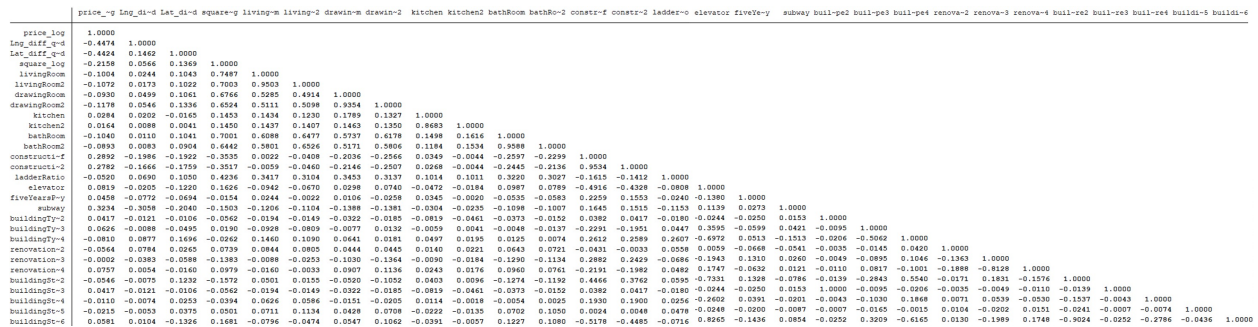 price_~g Lng_di~d Lat_di~d square~g living~m living~2 drawin~m drawin~2 kitchen kitchen2 bathRoom bathRo~2 constr~f constr~2 ladder~o elevator fiveYe~y subway buil~pe2 buil~pe3 buil~pe4 renova~2 renova~3 renova~4 buil~re2 buil~re3 buil~re4 buildi~5 buildi~6
price_log 1.0000
Lng_diff_q~d -0.4474 1.0000
Lat_diff_q~d -0.4424 0.1462 1.0000
square_log -0.2158 0.0566 0.1369 1.0000
livingRoom -0.1004 0.0244 0.1043 0.7487 1.0000
livingRoom2 -0.1072 0.0173 0.1022 0.7003 0.9503 1.0000
drawingRoom -0.0930 0.0499 0.1061 0.6766 0.5285 0.4914 1.0000
drawingRoom2 -0.1178 0.0546 0.1336 0.6524 0.5111 0.5098 0.9354 1.0000
kitchen 0.0284 0.0202 -0.0165 0.1453 0.1434 0.1230 0.1789 0.1327 1.0000
kitchen2 0.0164 0.0088 0.0041 0.1450 0.1437 0.1407 0.1463 0.1350 0.8683 1.0000
bathRoom -0.1040 0.0110 0.1041 0.7001 0.6088 0.6477 0.5737 0.6178 0.1498 0.1616 1.0000
bathRoom2 -0.0893 0.0083 0.0904 0.6442 0.5801 0.6526 0.5171 0.5806 0.1184 0.1534 0.9588 1.0000
constructi~f 0.2892 -0.1986 -0.1922 -0.3535 0.0022 -0.0408 -0.2036 -0.2566 0.0349 -0.0044 -0.2597 -0.2299 1.0000
constructi~2 0.2782 -0.1666 -0.1759 -0.3517 -0.0059 -0.0460 -0.2146 -0.2507 0.0268 -0.0044 -0.2445 -0.2136 0.9534 1.0000
ladderRatio -0.0520 0.0690 0.1050 0.4236 0.3417 0.3104 0.3453 0.3137 0.1014 0.1011 0.3220 0.3027 -0.1615 -0.1412 1.0000
elevator 0.0819 -0.0205 -0.1220 0.1626 -0.0942 -0.0670 0.0298 0.0740 -0.0472 -0.0184 0.0987 0.0789 -0.4916 -0.4328 -0.0808 1.0000
fiveYearsP~y 0.0458 -0.0772 -0.0694 -0.0154 0.0244 -0.0022 0.0106 -0.0258 0.0345 -0.0020 -0.0535 -0.0583 0.2259 0.1553 -0.0240 -0.1380 1.0000
subway 0.3234 -0.3058 -0.2040 -0.1503 -0.1206 -0.1104 -0.1388 -0.1381 -0.0304 -0.0235 -0.1098 -0.1007 0.1645 0.1515 -0.1153 0.1139 0.0273 1.0000
buildingTy~2 0.0417 -0.0121 -0.0106 -0.0562 -0.0194 -0.0149 -0.0322 -0.0185 -0.0819 -0.0461 -0.0373 -0.0152 0.0382 0.0417 -0.0180 -0.0244 -0.0250 0.0153 1.0000
buildingTy~3 0.0626 -0.0088 -0.0495 0.0190 -0.0928 -0.0809 -0.0077 0.0132 -0.0059 0.0041 -0.0048 -0.0137 -0.2291 -0.1951 0.0447 0.3595 -0.0599 0.0421 -0.0095 1.0000
buildingTy~4 -0.0810 0.0877 0.1696 -0.0262 0.1460 0.1090 0.0641 0.0181 0.0497 0.0195 0.0125 0.0074 0.2612 0.2589 0.2607 -0.6972 0.0513 -0.1513 -0.0206 -0.5062 1.0000
renovation~2 -0.0564 0.0784 0.0265 0.0739 0.0844 0.0805 0.0444 0.0445 0.0140 0.0221 0.0643 0.0721 -0.0431 -0.0033 0.0558 0.0059 -0.0668 -0.0541 -0.0035 -0.0145 0.0420 1.0000
renovation~3 -0.0002 -0.0383 -0.0588 -0.1383 -0.0088 -0.0253 -0.1030 -0.1364 -0.0090 -0.0184 -0.1290 -0.1134 0.2882 0.2429 -0.0686 -0.1943 0.1310 0.0260 -0.0049 -0.0895 0.1046 -0.1363 1.0000
renovation~4 0.0757 0.0054 0.0160 0.0979 -0.0160 -0.0033 0.0907 0.1136 0.0243 0.0176 0.0960 0.0761 -0.2191 -0.1982 0.0482 0.1747 -0.0632 0.0121 -0.0110 0.0817 -0.1001 -0.1888 -0.8128 1.0000
buildingSt~2 -0.0546 -0.0075 0.1232 -0.1572 0.0501 0.0155 -0.0520 -0.1052 0.0403 0.0096 -0.1274 -0.1192 0.4466 0.3762 0.0595 -0.7331 0.1328 -0.0786 -0.0139 -0.2843 0.5540 -0.0171 0.0831 -0.1576 1.0000
buildingSt~3 0.0417 -0.0121 -0.0106 -0.0562 -0.0194 -0.0149 -0.0322 -0.0185 -0.0819 -0.0461 -0.0373 -0.0152 0.0382 0.0417 -0.0180 -0.0244 -0.0250 0.0153 1.0000 -0.0095 -0.0206 -0.0035 -0.0049 -0.0110 -0.0139 1.0000
buildingSt~4 -0.0110 -0.0074 0.0253 -0.0394 0.0626 0.0586 -0.0151 -0.0205 0.0114 -0.0018 -0.0054 0.0025 0.1930 0.1900 0.0256 -0.2602 0.0391 -0.0201 -0.0043 -0.1030 0.1868 0.0071 0.0539 -0.0530 -0.1537 -0.0043 1.0000
buildingSt~5 -0.0215 -0.0053 0.0375 0.0501 0.0711 0.1134 0.0428 0.0708 -0.0222 -0.0135 0.0702 0.1050 0.0024 0.0048 0.0478 -0.0248 -0.0200 -0.0087 -0.0007 -0.0165 -0.0015 0.0104 -0.0202 0.0151 -0.0241 -0.0007 -0.0074 1.0000
buildingSt~6 0.0581 0.0104 -0.1326 0.1681 -0.0796 -0.0474 0.0547 0.1062 -0.0391 -0.0057 0.1227 0.1080 -0.5178 -0.4485 -0.0716 0.8265 -0.1436 0.0854 -0.0252 0.3209 -0.6165 0.0130 -0.1989 0.1748 -0.9024 -0.0252 -0.2786 -0.0436 1.0000